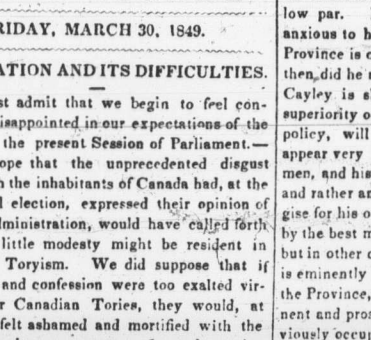 RIDAY, MARCH 30, 1849.
ATION AND ITS DIFFICULTIES.
st admit that we begin to feel con-
isappointed in our expectations of the
the present Session of Parliament.—
ope that the unprecedented disgust
h the inhabitants of Canada had, at the
l election, expressed their opinion of
dministration, would have called forth
little modesty might be resident in
Toryism. We did suppose that if
and confession were too exalted vir-
r Canadian Tories, they would, at
felt ashamed and mortified with the
low par.
anxious to h
Province is c
then did he r
Cayley is s
superiority o
policy, will
appear very
men, and his
and rather an
gise for his o
by the best m
but in other c
is eminently
the Province,
nent and pros
viously occup